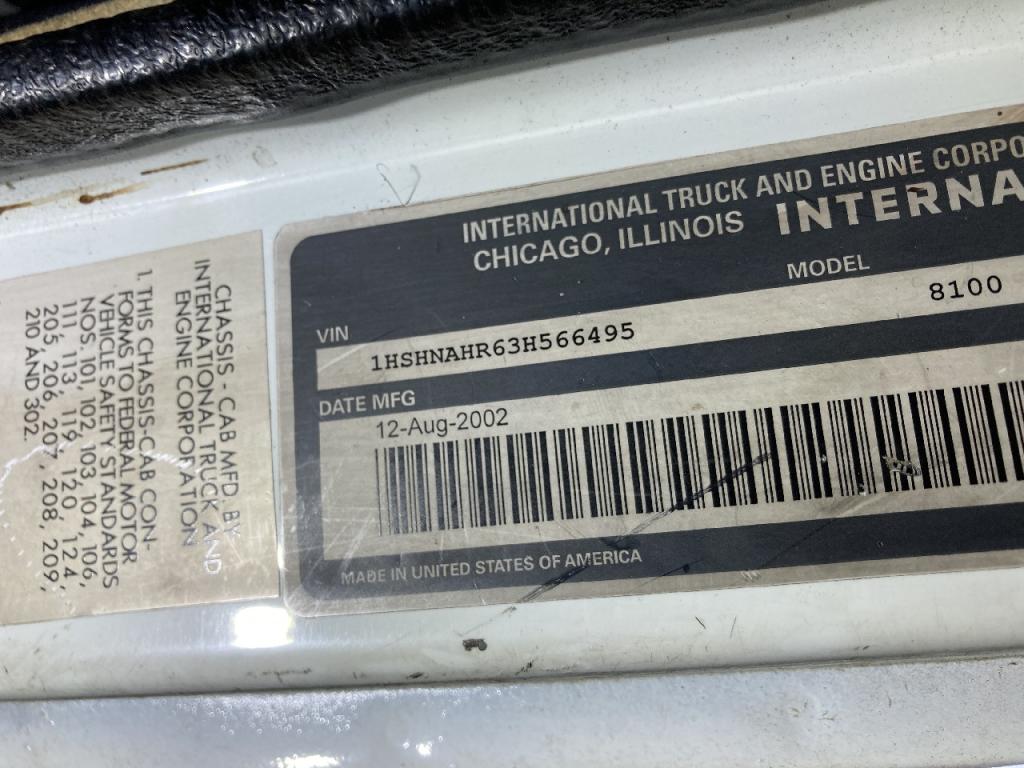 INTERNATIONAL TRUCK AND ENGINE CORPO
CHICAGO, ILLINOIS
INTERNA
VIN
MODEL
1HSHNAHR63H566495
8100
DATE MFG
12-Aug-2002
MADE IN UNITED STATES OF AMERICA
CHASSIS - CAB MFD BY
INTERNATIONAL TRUCK AND
ENGINE CORPORATION
1. THIS CHASSIS-CAB CON-
FORMS TO FEDERAL MOTOR
VEHICLE SAFETY STANDARDS
NOS. 101, 102, 103, 104, 106,
111, 113, 119, 120, 124,
205, 206, 207, 208, 209,
210 AND 302.